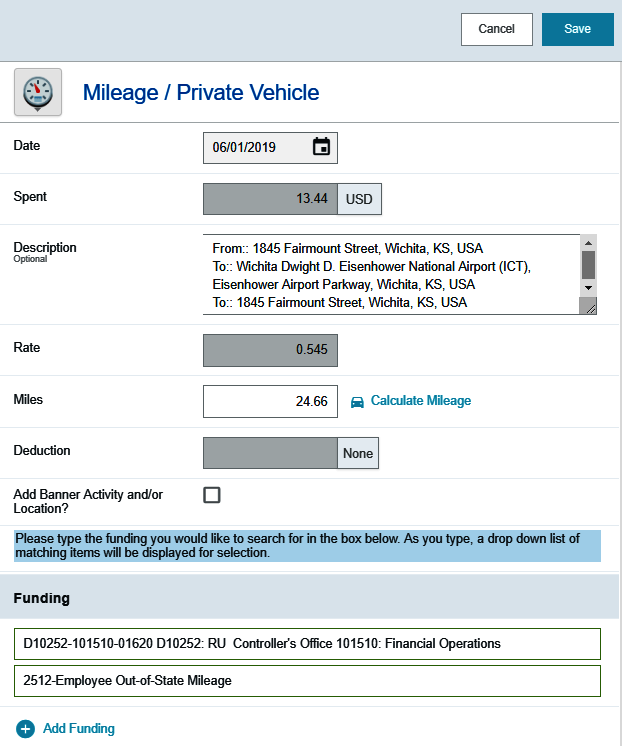 Cancel
Save
Mileage / Private Vehicle
Date
06/01/2019
Spent
13.44
USD
Description
Optional
From:: 1845 Fairmount Street, Wichita, KS, USA
To:: Wichita Dwight D. Eisenhower National Airport (ICT),
Eisenhower Airport Parkway, Wichita, KS, USA
To:: 1845 Fairmount Street, Wichita, KS, USA
Rate
0.545
Miles
24.66
Calculate Mileage
Deduction
None
Add Banner Activity and/or
Location?
Please type the funding you would like to search for in the box below. As you type, a drop down list of
matching items will be displayed for selection.
Funding
D10252-101510-01620 D10252: RU  Controller's Office 101510: Financial Operations
2512-Employee Out-of-State Mileage
Add Funding